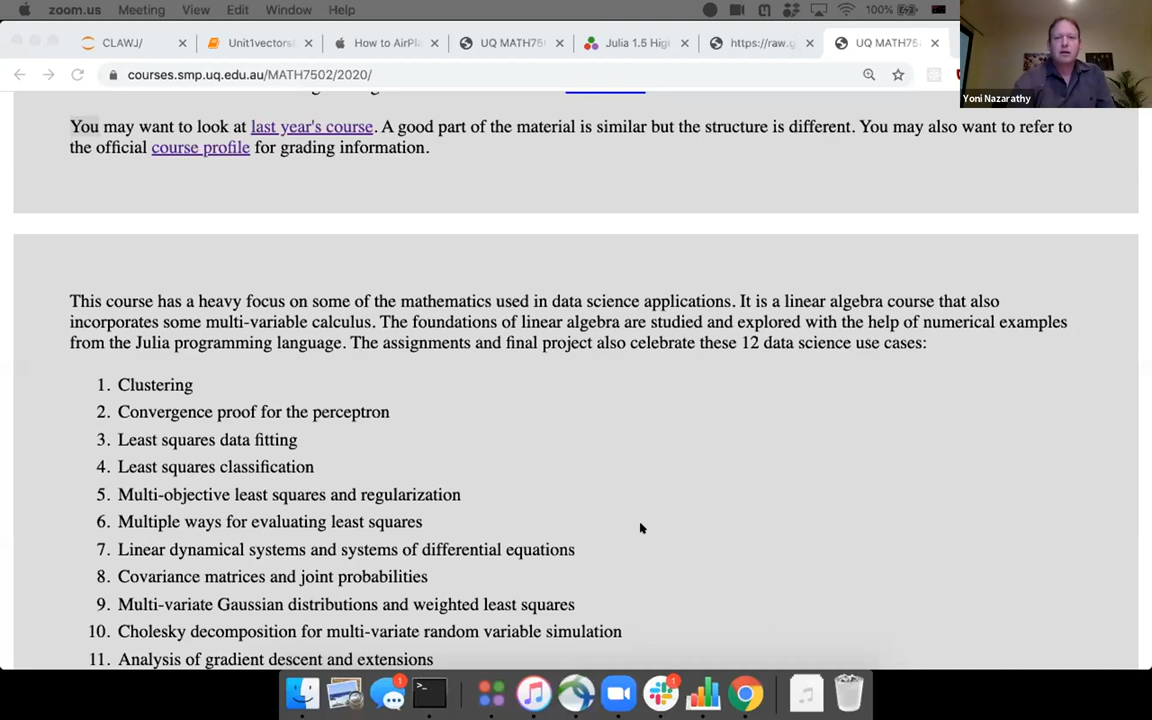 zoom.us Meeting View Edit Window Help 100%
CLAWJ/ Unit1vectors How to AirPl UQ MATH75 Julia 1.5 Hig https://raw.g UQ MATH75
courses.smp.uq.edu.au/MATH7502/2020/
Yoni Nazarathy
You may want to look at last year's course. A good part of the material is similar but the structure is different. You may also want to refer to
the official course profile for grading information.
This course has a heavy focus on some of the mathematics used in data science applications. It is a linear algebra course that also
incorporates some multi-variable calculus. The foundations of linear algebra are studied and explored with the help of numerical examples
from the Julia programming language. The assignments and final project also celebrate these 12 data science use cases:
1. Clustering
2. Convergence proof for the perceptron
3. Least squares data fitting
4. Least squares classification
5. Multi-objective least squares and regularization
6. Multiple ways for evaluating least squares
7. Linear dynamical systems and systems of differential equations
8. Covariance matrices and joint probabilities
9. Multi-variate Gaussian distributions and weighted least squares
10. Cholesky decomposition for multi-variate random variable simulation
11. Analysis of gradient descent and extensions
1
1